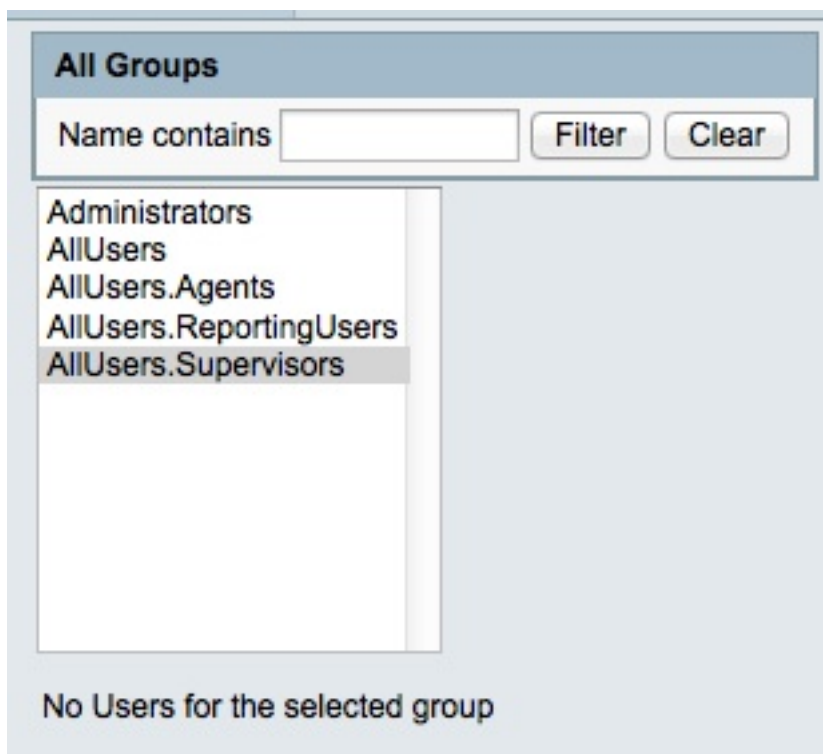 All Groups
Name contains Filter Clear
Administrators
AllUsers
AllUsers.Agents
AllUsers.ReportingUsers
AllUsers.Supervisors
No Users for the selected group